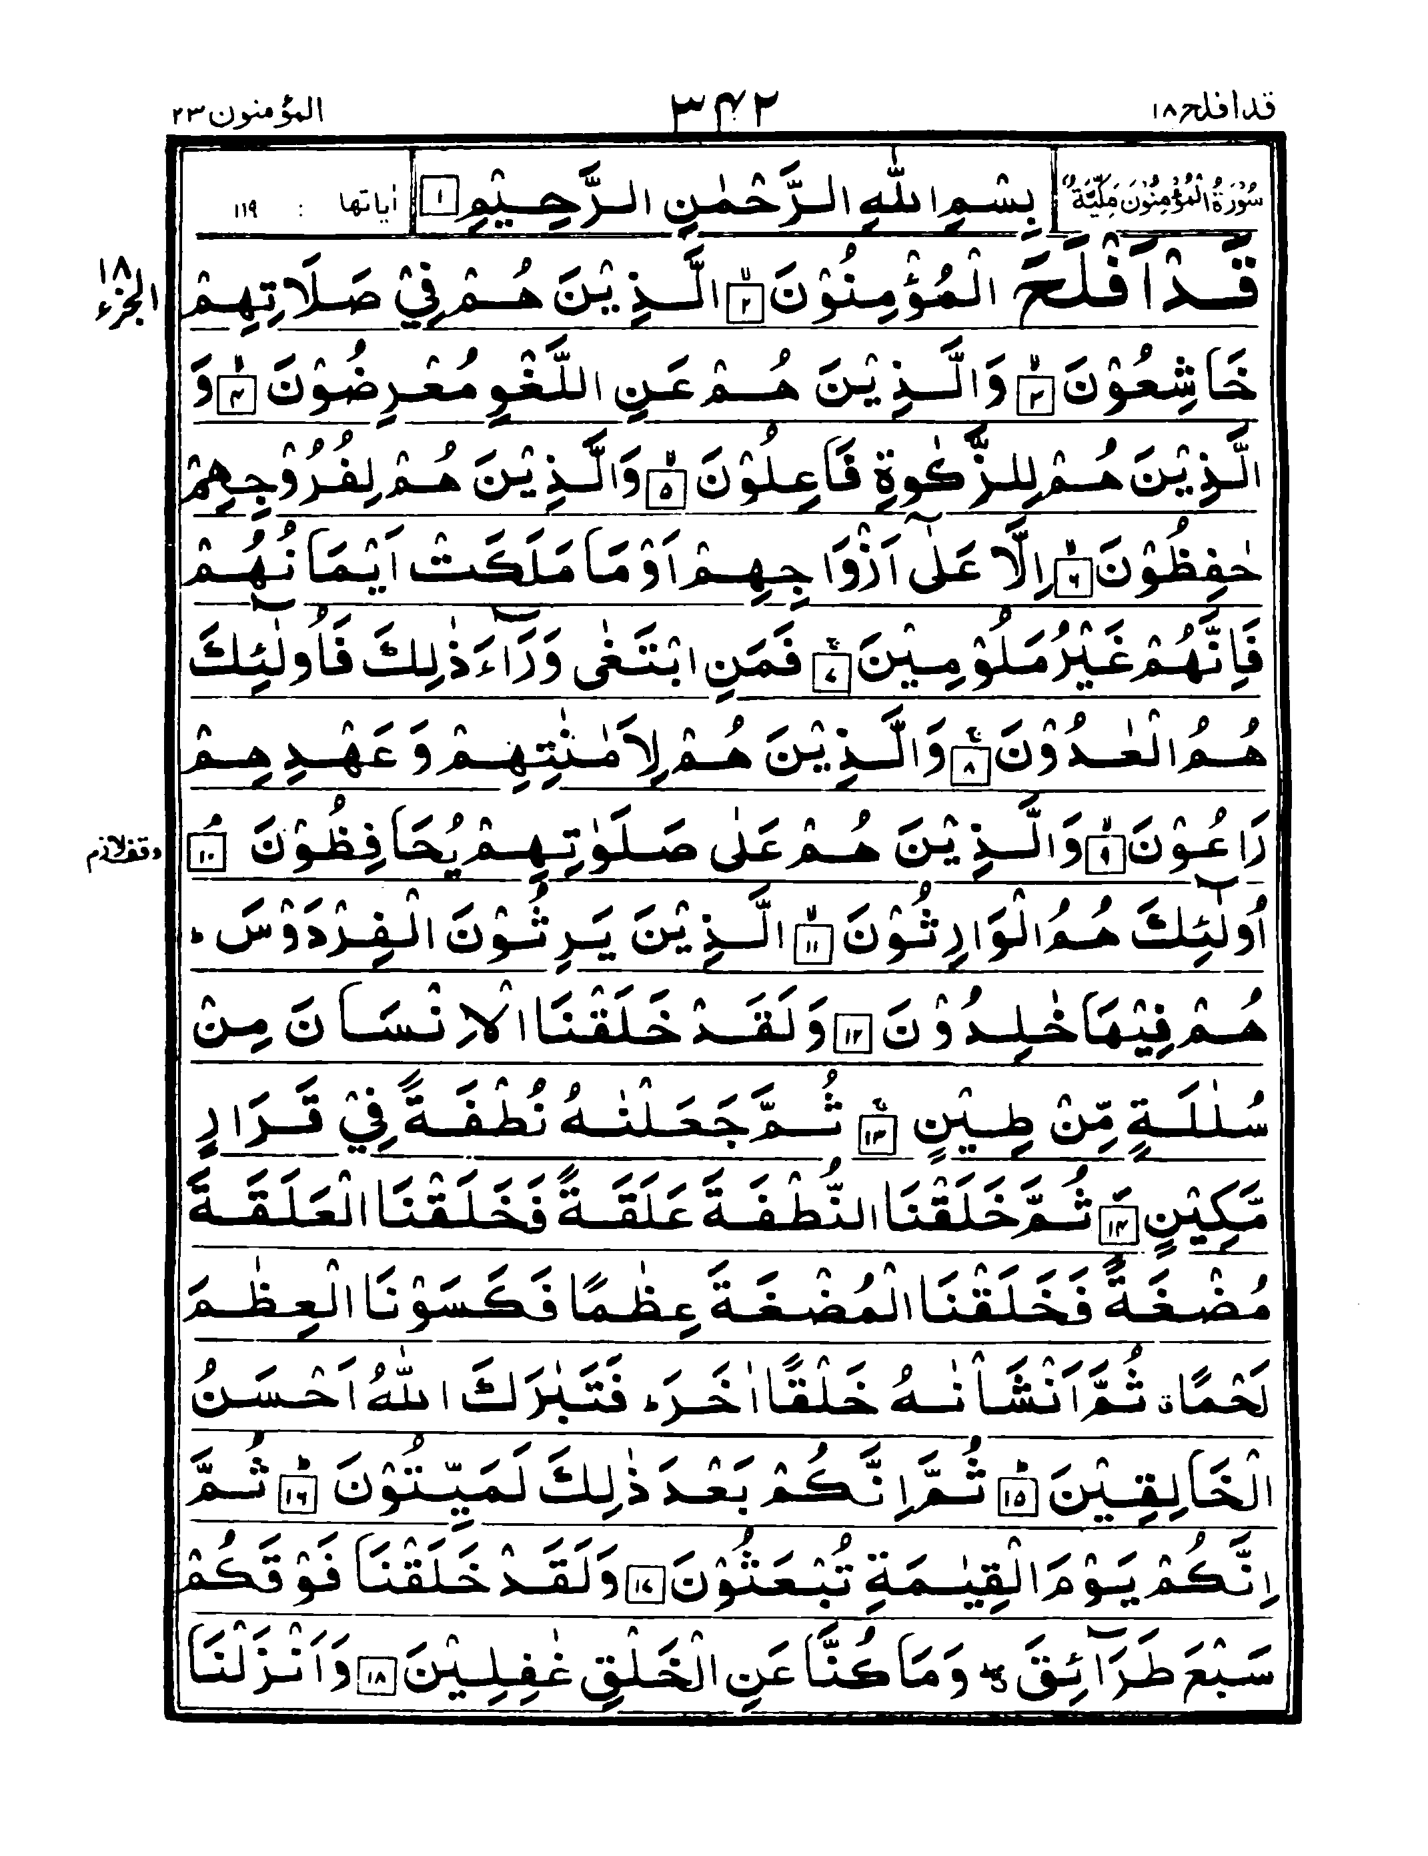 قد افلح ١٨
٣٤٢
المؤمنون ٢٣
سُوْرَةُ الْمُؤْمِنُوْنَ مَكِّيَّةٌ
بِسْمِ اللّٰهِ الرَّحْمٰنِ الرَّحِيْمِ ١
اٰياتها : ١١٩
قَدْ اَفْلَحَ الْمُؤْمِنُوْنَ ۙ ٢ الَّذِيْنَ هُمْ فِيْ صَلَاتِهِمْ
الجزء ١٨
خَاشِعُوْنَ ۙ ٣ وَالَّذِيْنَ هُمْ عَنِ اللَّغْوِ مُعْرِضُوْنَ ۙ ٤ وَ
الَّذِيْنَ هُمْ لِلزَّكٰوةِ فَاعِلُوْنَ ۙ ٥ وَالَّذِيْنَ هُمْ لِفُرُوْجِهِمْ
حٰفِظُوْنَ ۙ ٦ اِلَّا عَلٰٓى اَزْوَاجِهِمْ اَوْ مَا مَلَكَتْ اَيْمَانُهُمْ
فَاِنَّهُمْ غَيْرُ مَلُوْمِيْنَ ۚ ٧ فَمَنِ ابْتَغٰى وَرَآءَ ذٰلِكَ فَاُولٰٓئِكَ
هُمُ الْعٰدُوْنَ ۚ ٨ وَالَّذِيْنَ هُمْ لِاَمٰنٰتِهِمْ وَعَهْدِهِمْ
رَاعُوْنَ ۙ ٩ وَالَّذِيْنَ هُمْ عَلٰى صَلَوٰتِهِمْ يُحَافِظُوْنَ ۘ ١٠
وقف لازم
اُولٰٓئِكَ هُمُ الْوَارِثُوْنَ ۙ ١١ الَّذِيْنَ يَرِثُوْنَ الْفِرْدَوْسَ ؕ
هُمْ فِيْهَا خٰلِدُوْنَ ١٢ وَلَقَدْ خَلَقْنَا الْاِنْسَانَ مِنْ
سُلٰلَةٍ مِّنْ طِيْنٍ ۚ ١٣ ثُمَّ جَعَلْنٰهُ نُطْفَةً فِيْ قَرَارٍ
مَّكِيْنٍ ۪ ١٤ ثُمَّ خَلَقْنَا النُّطْفَةَ عَلَقَةً فَخَلَقْنَا الْعَلَقَةَ
مُضْغَةً فَخَلَقْنَا الْمُضْغَةَ عِظٰمًا فَكَسَوْنَا الْعِظٰمَ
لَحْمًا ۗ ثُمَّ اَنْشَاْنٰهُ خَلْقًا اٰخَرَ ؕ فَتَبٰرَكَ اللّٰهُ اَحْسَنُ
الْخَالِقِيْنَ ؕ ١٥ ثُمَّ اِنَّكُمْ بَعْدَ ذٰلِكَ لَمَيِّتُوْنَ ؕ ١٦ ثُمَّ
اِنَّكُمْ يَوْمَ الْقِيٰمَةِ تُبْعَثُوْنَ ١٧ وَلَقَدْ خَلَقْنَا فَوْقَكُمْ
سَبْعَ طَرَآئِقَ ۖ وَمَا كُنَّا عَنِ الْخَلْقِ غٰفِلِيْنَ ١٨ وَاَنْزَلْنَا